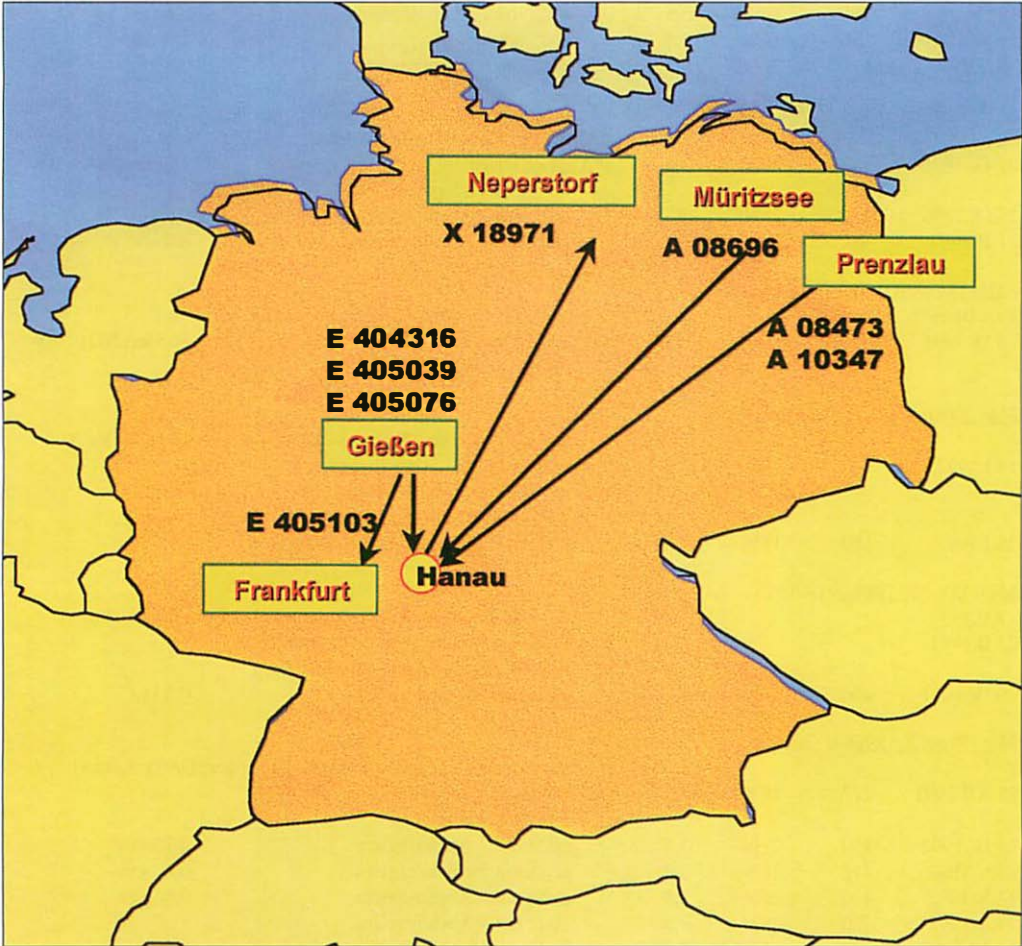 Neperstorf
Müritzsee
X 18971
A 08696
Prenzlau
A 08473
A 10347
E 404316
E 405039
E 405076
Gießen
E 405103
Frankfurt
Hanau